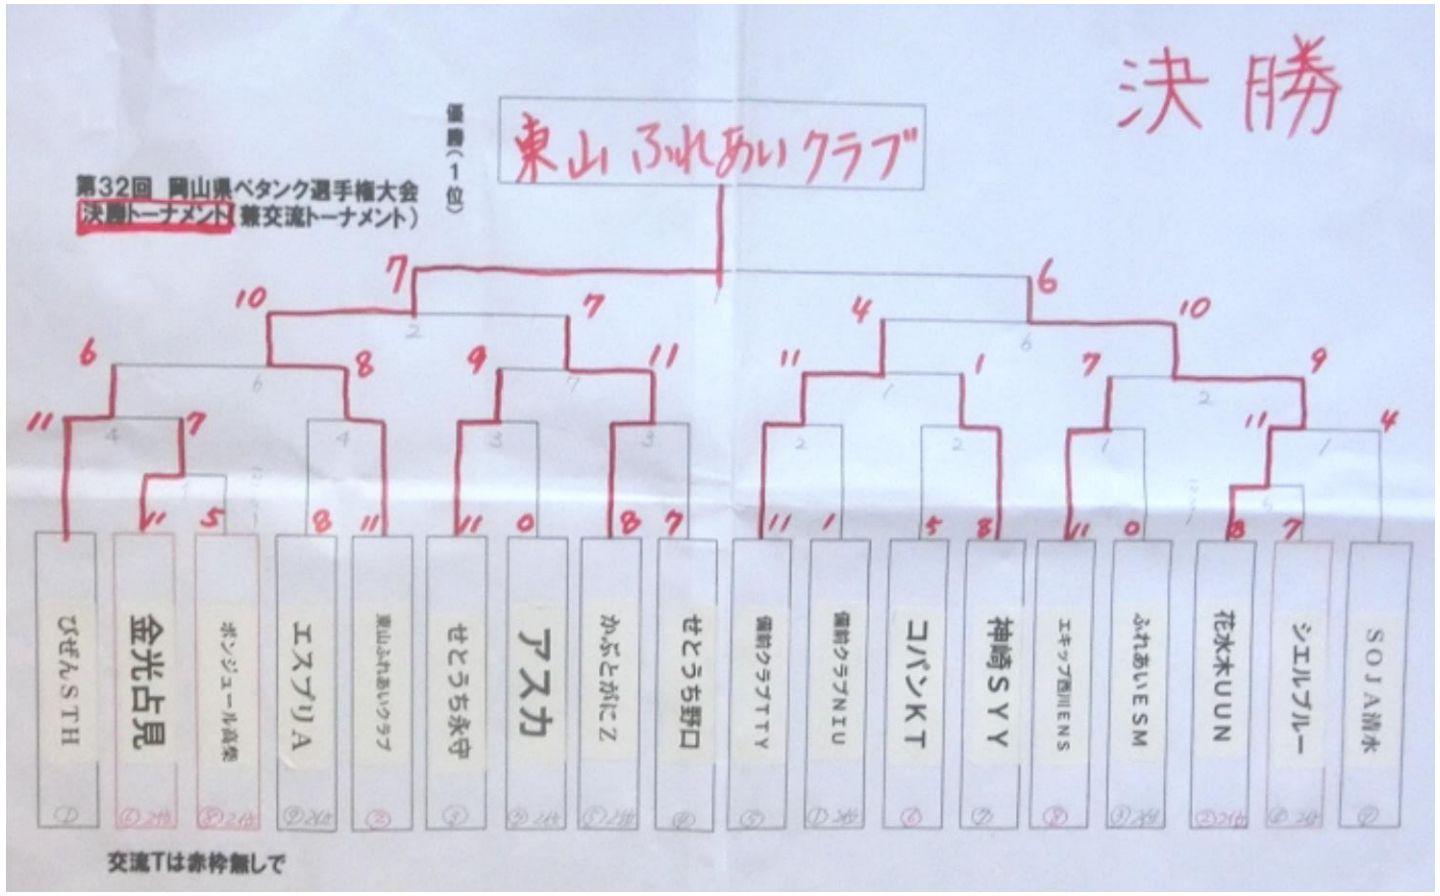 決勝
優勝(1位)
東山ふれあいクラブ
第32回 岡山県ペタンク選手権大会
決勝トーナメント(兼交流トーナメント)
7 6
10 7 4 10
6 8 9 11 11 1 7 9
11 7 11 4
11 5 8 11 11 0 8 7 11 1 5 8 11 0 8 7
びぜんSTH
金光占見
ボンジュール高梁
エスプリA
東山ふれあいクラブ
せとうち永守
アスカ
かぶとがにZ
せとうち野口
備前クラブTTY
備前クラブNIU
コパンKT
神崎SYY
エキップ西川ENS
ふれあいESM
花水木UUN
シエルブルー
SOJA清水
交流Tは赤枠無しで